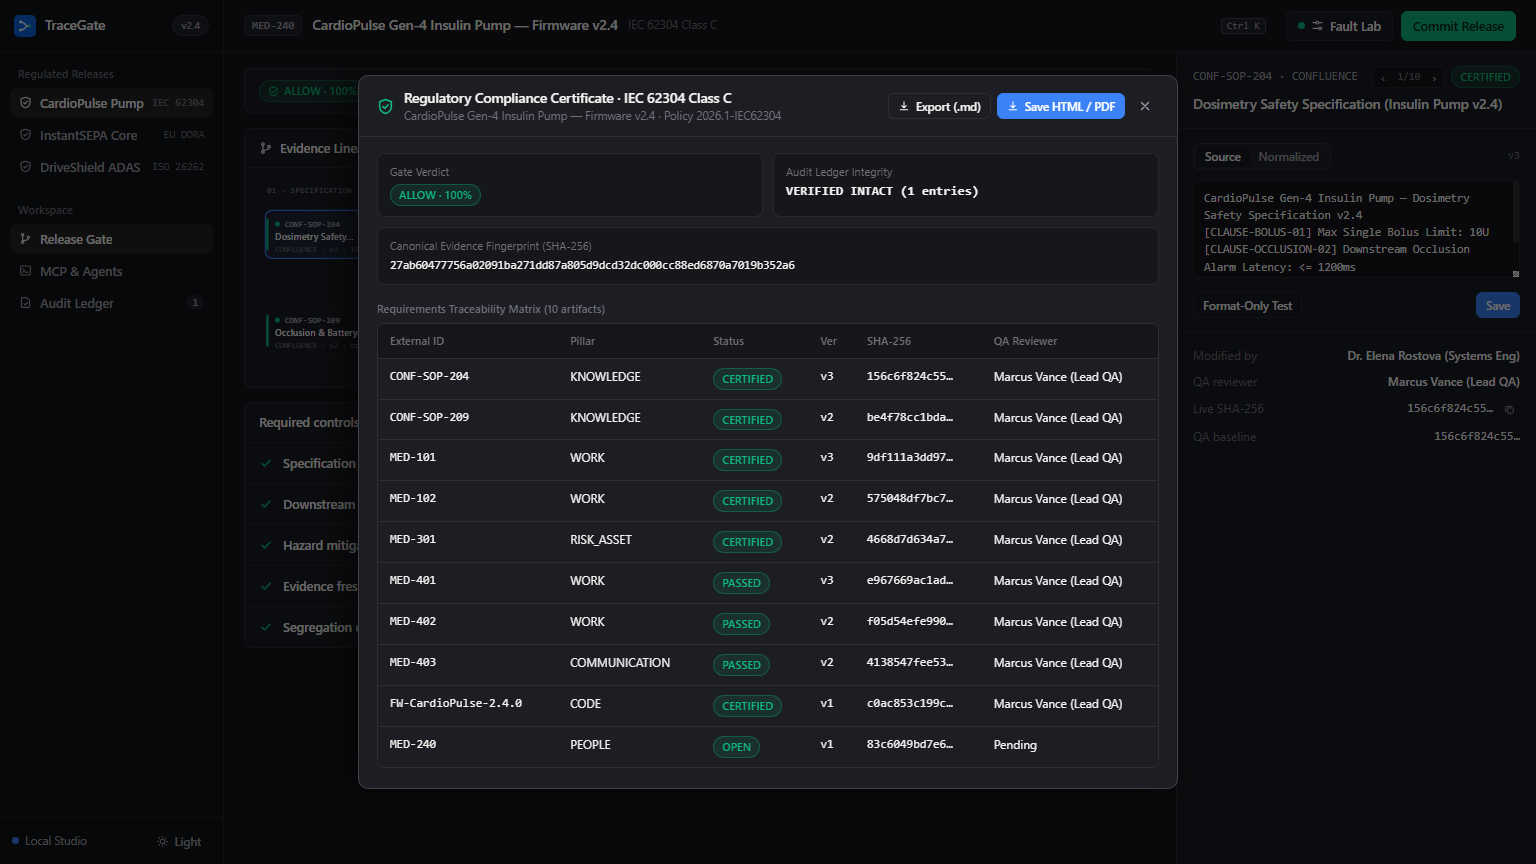 TraceGate
v2.4
MED-240
CardioPulse Gen-4 Insulin Pump — Firmware v2.4
IEC 62304 Class C
Ctrl K
Fault Lab
Commit Release
Regulated Releases
CardioPulse Pump
IEC 62304
InstantSEPA Core
EU DORA
DriveShield ADAS
ISO 26262
Workspace
Release Gate
MCP & Agents
Audit Ledger
1
Local Studio
Light
ALLOW · 100%
Evidence Line
01 · SPECIFICATION
CONF-SOP-204
Dosimetry Safety…
CONFLUENCE · v3
CONF-SOP-209
Occlusion & Battery
CONFLUENCE · v2
Required controls
Specification
Downstream
Hazard mitiga
Evidence fres
Segregation
Regulatory Compliance Certificate · IEC 62304 Class C
CardioPulse Gen-4 Insulin Pump — Firmware v2.4 · Policy 2026.1-IEC62304
Export (.md)
Save HTML / PDF
Gate Verdict
ALLOW · 100%
Audit Ledger Integrity
VERIFIED INTACT (1 entries)
Canonical Evidence Fingerprint (SHA-256)
27ab60477756a02091ba271dd87a805d9dcd32dc000cc88ed6870a7019b352a6
Requirements Traceability Matrix (10 artifacts)
External ID Pillar Status Ver SHA-256 QA Reviewer
CONF-SOP-204 KNOWLEDGE CERTIFIED v3 156c6f824c55… Marcus Vance (Lead QA)
CONF-SOP-209 KNOWLEDGE CERTIFIED v2 be4f78cc1bda… Marcus Vance (Lead QA)
MED-101 WORK CERTIFIED v3 9df111a3dd97… Marcus Vance (Lead QA)
MED-102 WORK CERTIFIED v2 575048df7bc7… Marcus Vance (Lead QA)
MED-301 RISK_ASSET CERTIFIED v2 4668d7d634a7… Marcus Vance (Lead QA)
MED-401 WORK PASSED v3 e967669ac1ad… Marcus Vance (Lead QA)
MED-402 WORK PASSED v2 f05d54efe990… Marcus Vance (Lead QA)
MED-403 COMMUNICATION PASSED v2 4138547fee53… Marcus Vance (Lead QA)
FW-CardioPulse-2.4.0 CODE CERTIFIED v1 c0ac853c199c… Marcus Vance (Lead QA)
MED-240 PEOPLE OPEN v1 83c6049bd7e6… Pending
CONF-SOP-204 · CONFLUENCE
‹ 1/10 ›
CERTIFIED
Dosimetry Safety Specification (Insulin Pump v2.4)
Source
Normalized
v3
CardioPulse Gen-4 Insulin Pump — Dosimetry
Safety Specification v2.4
[CLAUSE-BOLUS-01] Max Single Bolus Limit: 10U
[CLAUSE-OCCLUSION-02] Downstream Occlusion
Alarm Latency: <= 1200ms
Format-Only Test
Save
Modified by
Dr. Elena Rostova (Systems Eng)
QA reviewer
Marcus Vance (Lead QA)
Live SHA-256
156c6f824c55…
QA baseline
156c6f824c55…